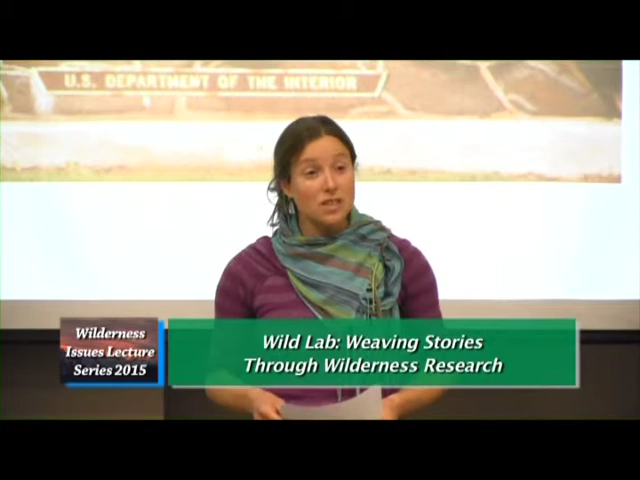 U.S. DEPARTMENT OF THE INTERIOR
Wilderness
Issues Lecture
Series 2015
Wild Lab: Weaving Stories
Through Wilderness Research